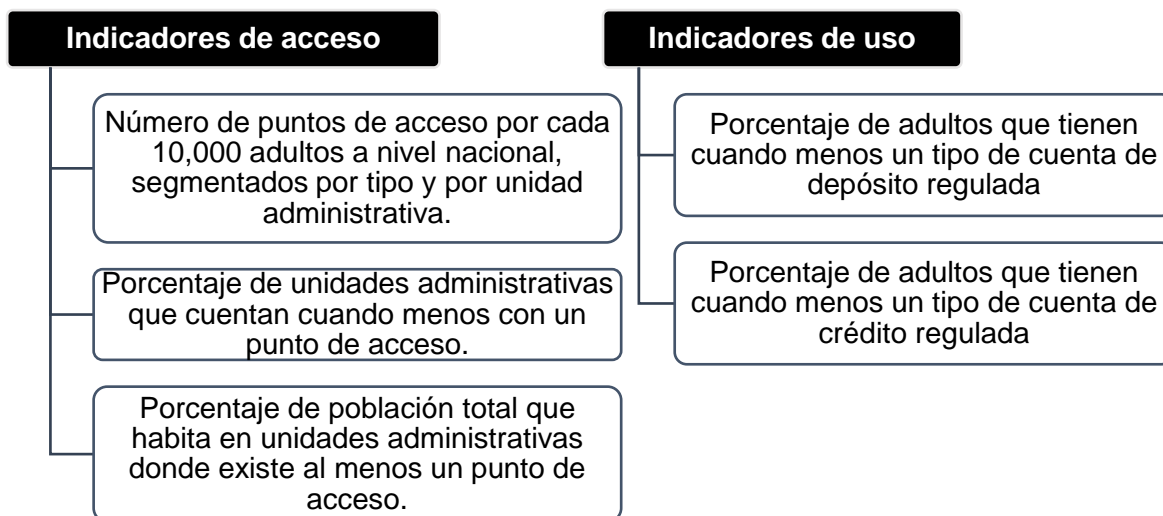 Indicadores de acceso
Número de puntos de acceso por cada
10,000 adultos a nivel nacional,
segmentados por tipo y por unidad
administrativa.
Porcentaje de unidades administrativas
que cuentan cuando menos con un
punto de acceso.
Porcentaje de población total que
habita en unidades administrativas
donde existe al menos un punto de
acceso.
Indicadores de uso
Porcentaje de adultos que tienen
cuando menos un tipo de cuenta de
depósito regulada
Porcentaje de adultos que tienen
cuando menos un tipo de cuenta de
crédito regulada